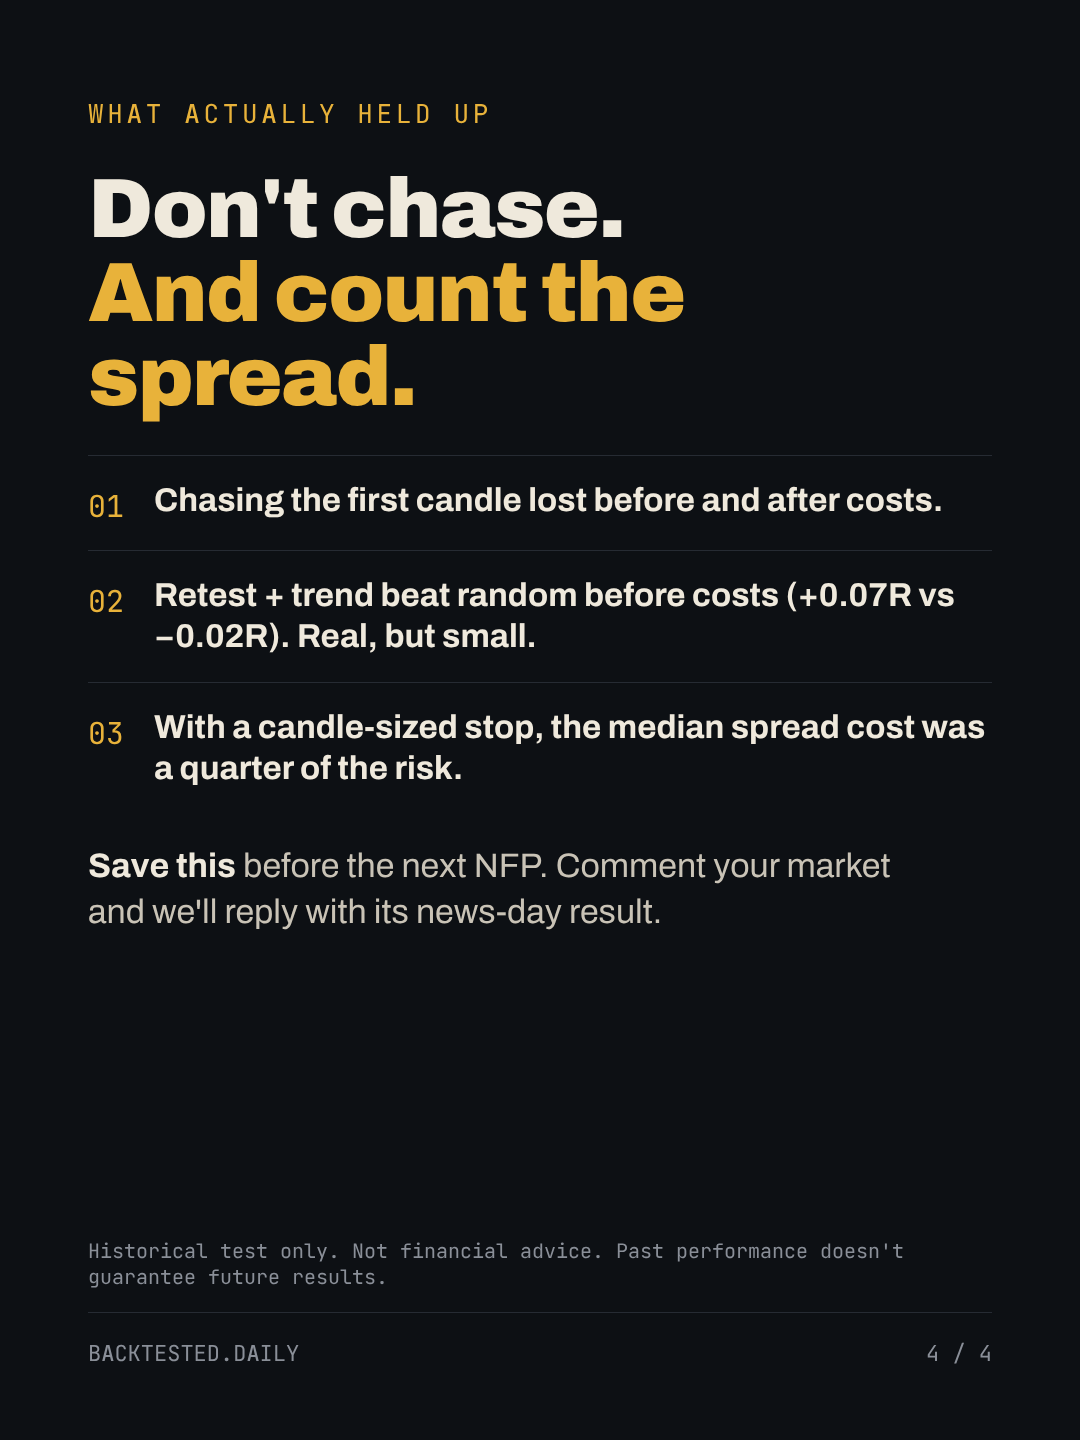 WHAT ACTUALLY HELD UP
Don't chase.
And count the
spread.
01 Chasing the first candle lost before and after costs.
02 Retest + trend beat random before costs (+0.07R vs
−0.02R). Real, but small.
03 With a candle-sized stop, the median spread cost was
a quarter of the risk.
Save this before the next NFP. Comment your market
and we'll reply with its news-day result.
Historical test only. Not financial advice. Past performance doesn't
guarantee future results.
BACKTESTED.DAILY 4 / 4